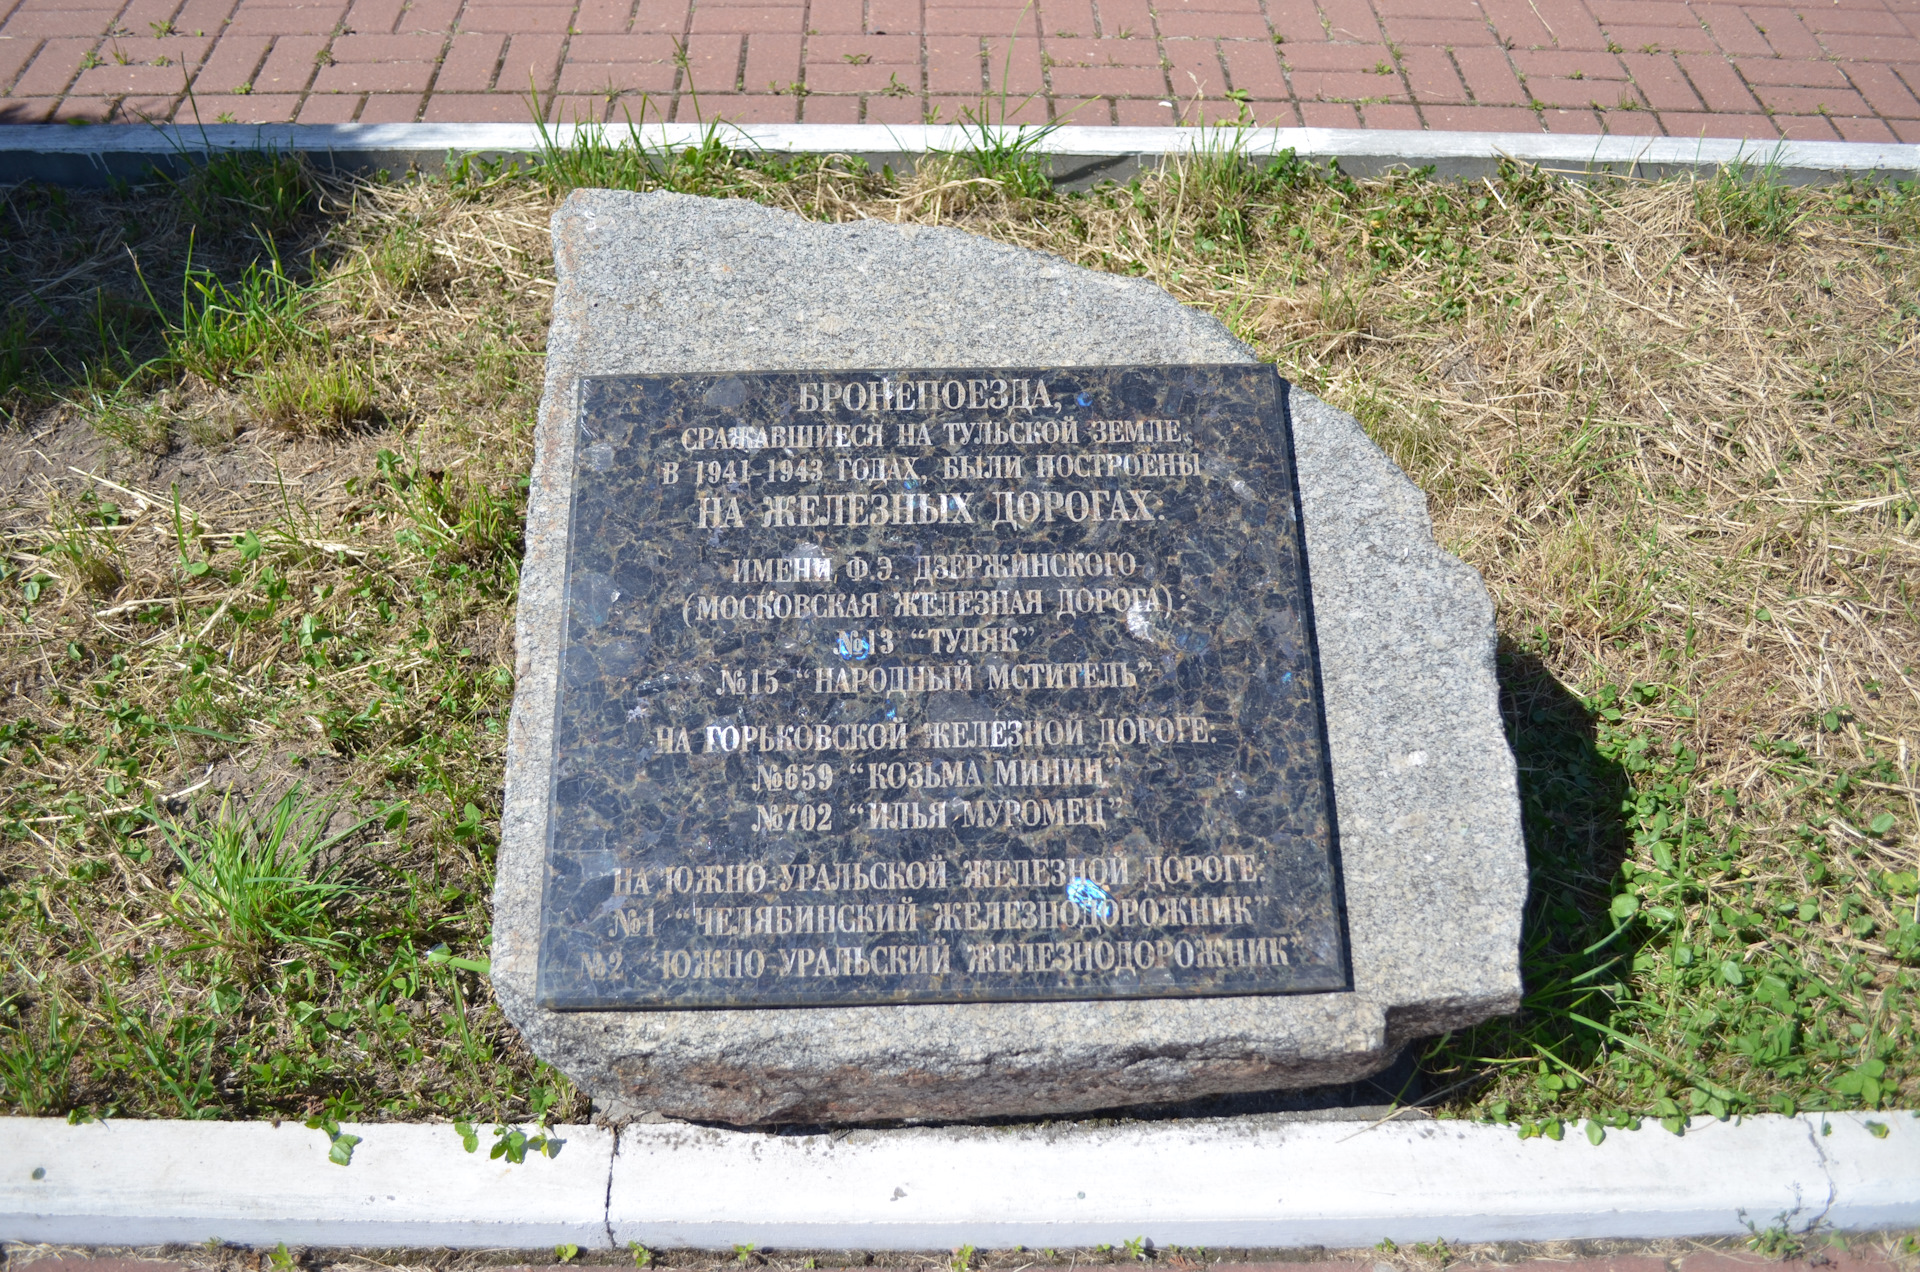 БРОНЕПОЕЗДА,
СРАЖАВШИЕСЯ НА ТУЛЬСКОЙ ЗЕМЛЕ,
В 1941-1943 ГОДАХ, БЫЛИ ПОСТРОЕНЫ
НА ЖЕЛЕЗНЫХ ДОРОГАХ:
ИМЕНИ Ф.Э. ДЗЕРЖИНСКОГО
(МОСКОВСКАЯ ЖЕЛЕЗНАЯ ДОРОГА):
№13 “ТУЛЯК”
№15 “НАРОДНЫЙ МСТИТЕЛЬ”
НА ГОРЬКОВСКОЙ ЖЕЛЕЗНОЙ ДОРОГЕ:
№659 “КОЗЬМА МИНИН”
№702 “ИЛЬЯ МУРОМЕЦ”
НА ЮЖНО-УРАЛЬСКОЙ ЖЕЛЕЗНОЙ ДОРОГЕ:
№1 “ЧЕЛЯБИНСКИЙ ЖЕЛЕЗНОДОРОЖНИК”
№2 “ЮЖНО-УРАЛЬСКИЙ ЖЕЛЕЗНОДОРОЖНИК”